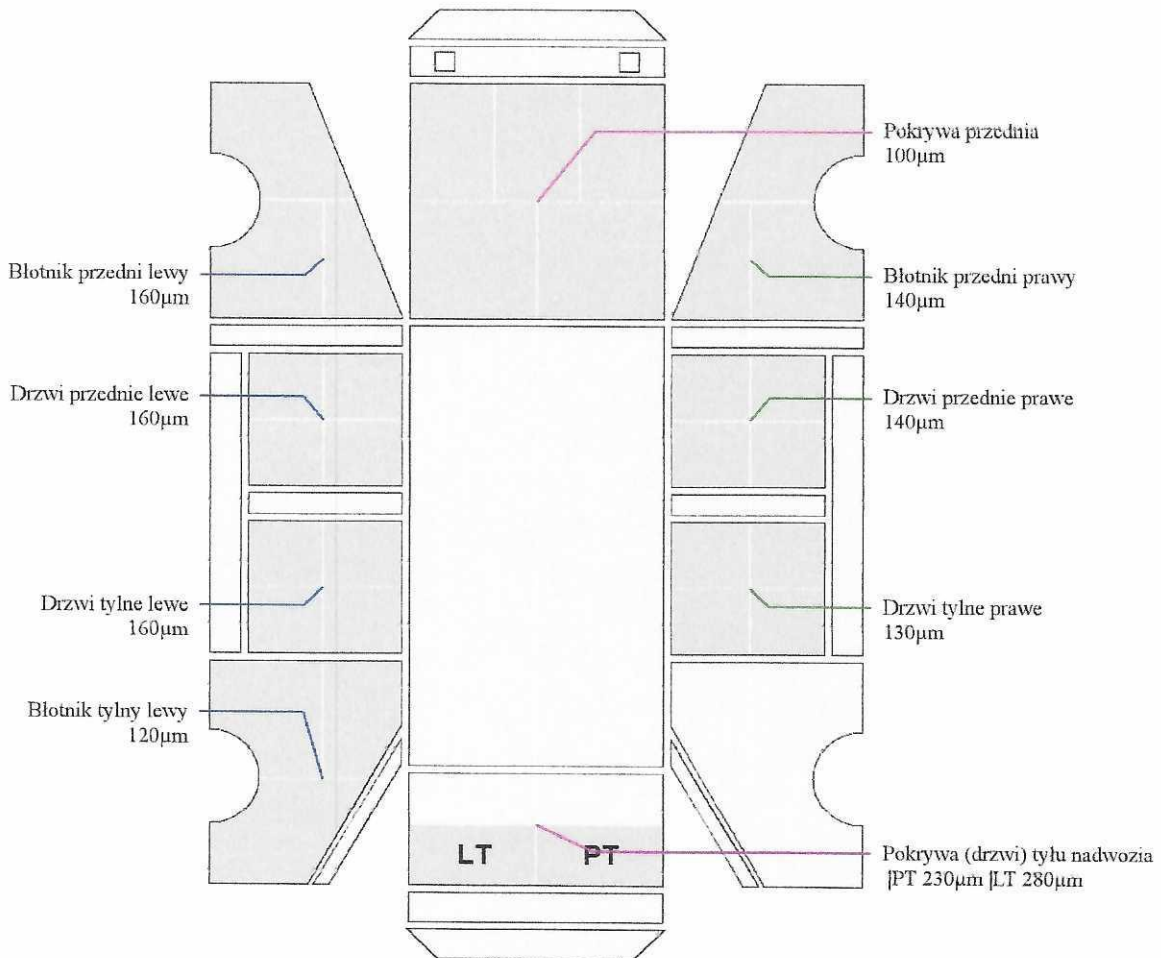 Pokrywa przednia
100µm
Błotnik przedni lewy
160µm
Błotnik przedni prawy
140µm
Drzwi przednie lewe
160µm
Drzwi przednie prawe
140µm
Drzwi tylne lewe
160µm
Drzwi tylne prawe
130µm
Błotnik tylny lewy
120µm
LT PT
Pokrywa (drzwi) tyłu nadwozia
|PT 230µm |LT 280µm